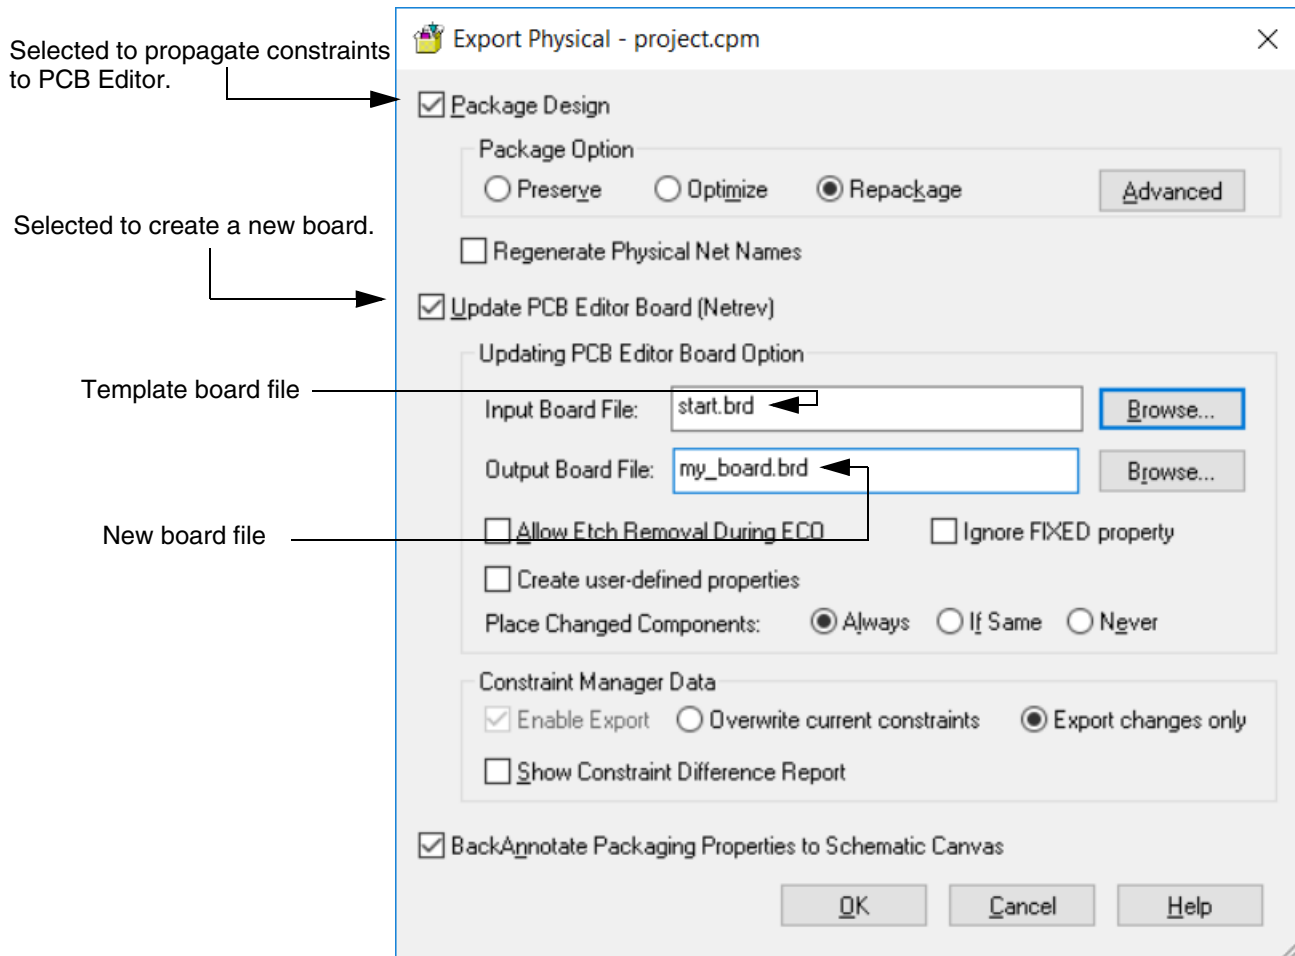 Export Physical - project.cpm
Selected to propagate constraints
to PCB Editor.
Package Design
Package Option
Preserve Optimize Repackage Advanced
Selected to create a new board.
Regenerate Physical Net Names
Update PCB Editor Board (Netrev)
Updating PCB Editor Board Option
Template board file
Input Board File: start.brd Browse...
Output Board File: my_board.brd Browse...
New board file
Allow Etch Removal During ECO Ignore FIXED property
Create user-defined properties
Place Changed Components: Always If Same Never
Constraint Manager Data
Enable Export Overwrite current constraints Export changes only
Show Constraint Difference Report
BackAnnotate Packaging Properties to Schematic Canvas
OK Cancel Help